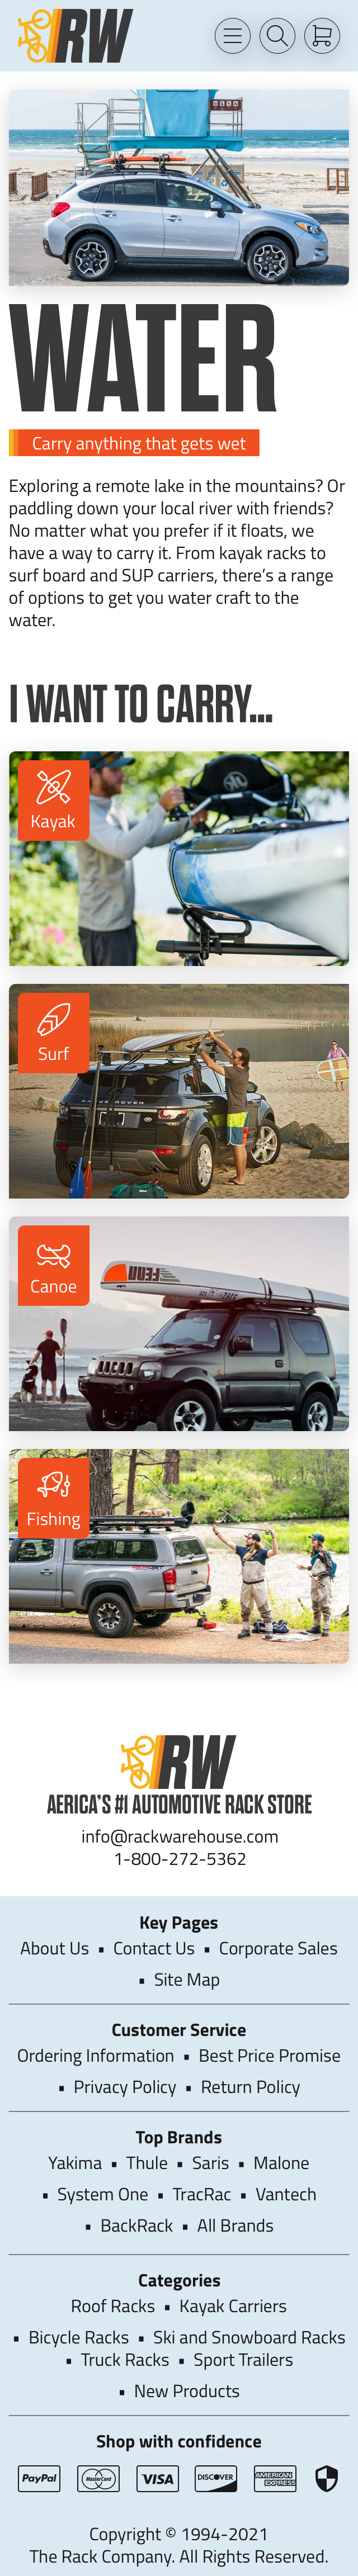 RW
USLA
WATER
Carry anything that gets wet
Exploring a remote lake in the mountains? Or
paddling down your local river with friends?
No matter what you prefer if it floats, we
have a way to carry it. From kayak racks to
surf board and SUP carriers, there’s a range
of options to get you water craft to the
water.
I WANT TO CARRY...
Kayak
Surf
RANGE ROVER
Canoe
Fishing
RW
AERICA’S #1 AUTOMOTIVE RACK STORE
info@rackwarehouse.com
1-800-272-5362
Key Pages
About Us ▪ Contact Us ▪ Corporate Sales
▪ Site Map
Customer Service
Ordering Information ▪ Best Price Promise
▪ Privacy Policy ▪ Return Policy
Top Brands
Yakima ▪ Thule ▪ Saris ▪ Malone
▪ System One ▪ TracRac ▪ Vantech
▪ BackRack ▪ All Brands
Categories
Roof Racks ▪ Kayak Carriers
▪ Bicycle Racks ▪ Ski and Snowboard Racks
▪ Truck Racks ▪ Sport Trailers
▪ New Products
Shop with confidence
PayPal MasterCard VISA DISCOVER AMERICAN EXPRESS
Copyright © 1994-2021
The Rack Company. All Rights Reserved.